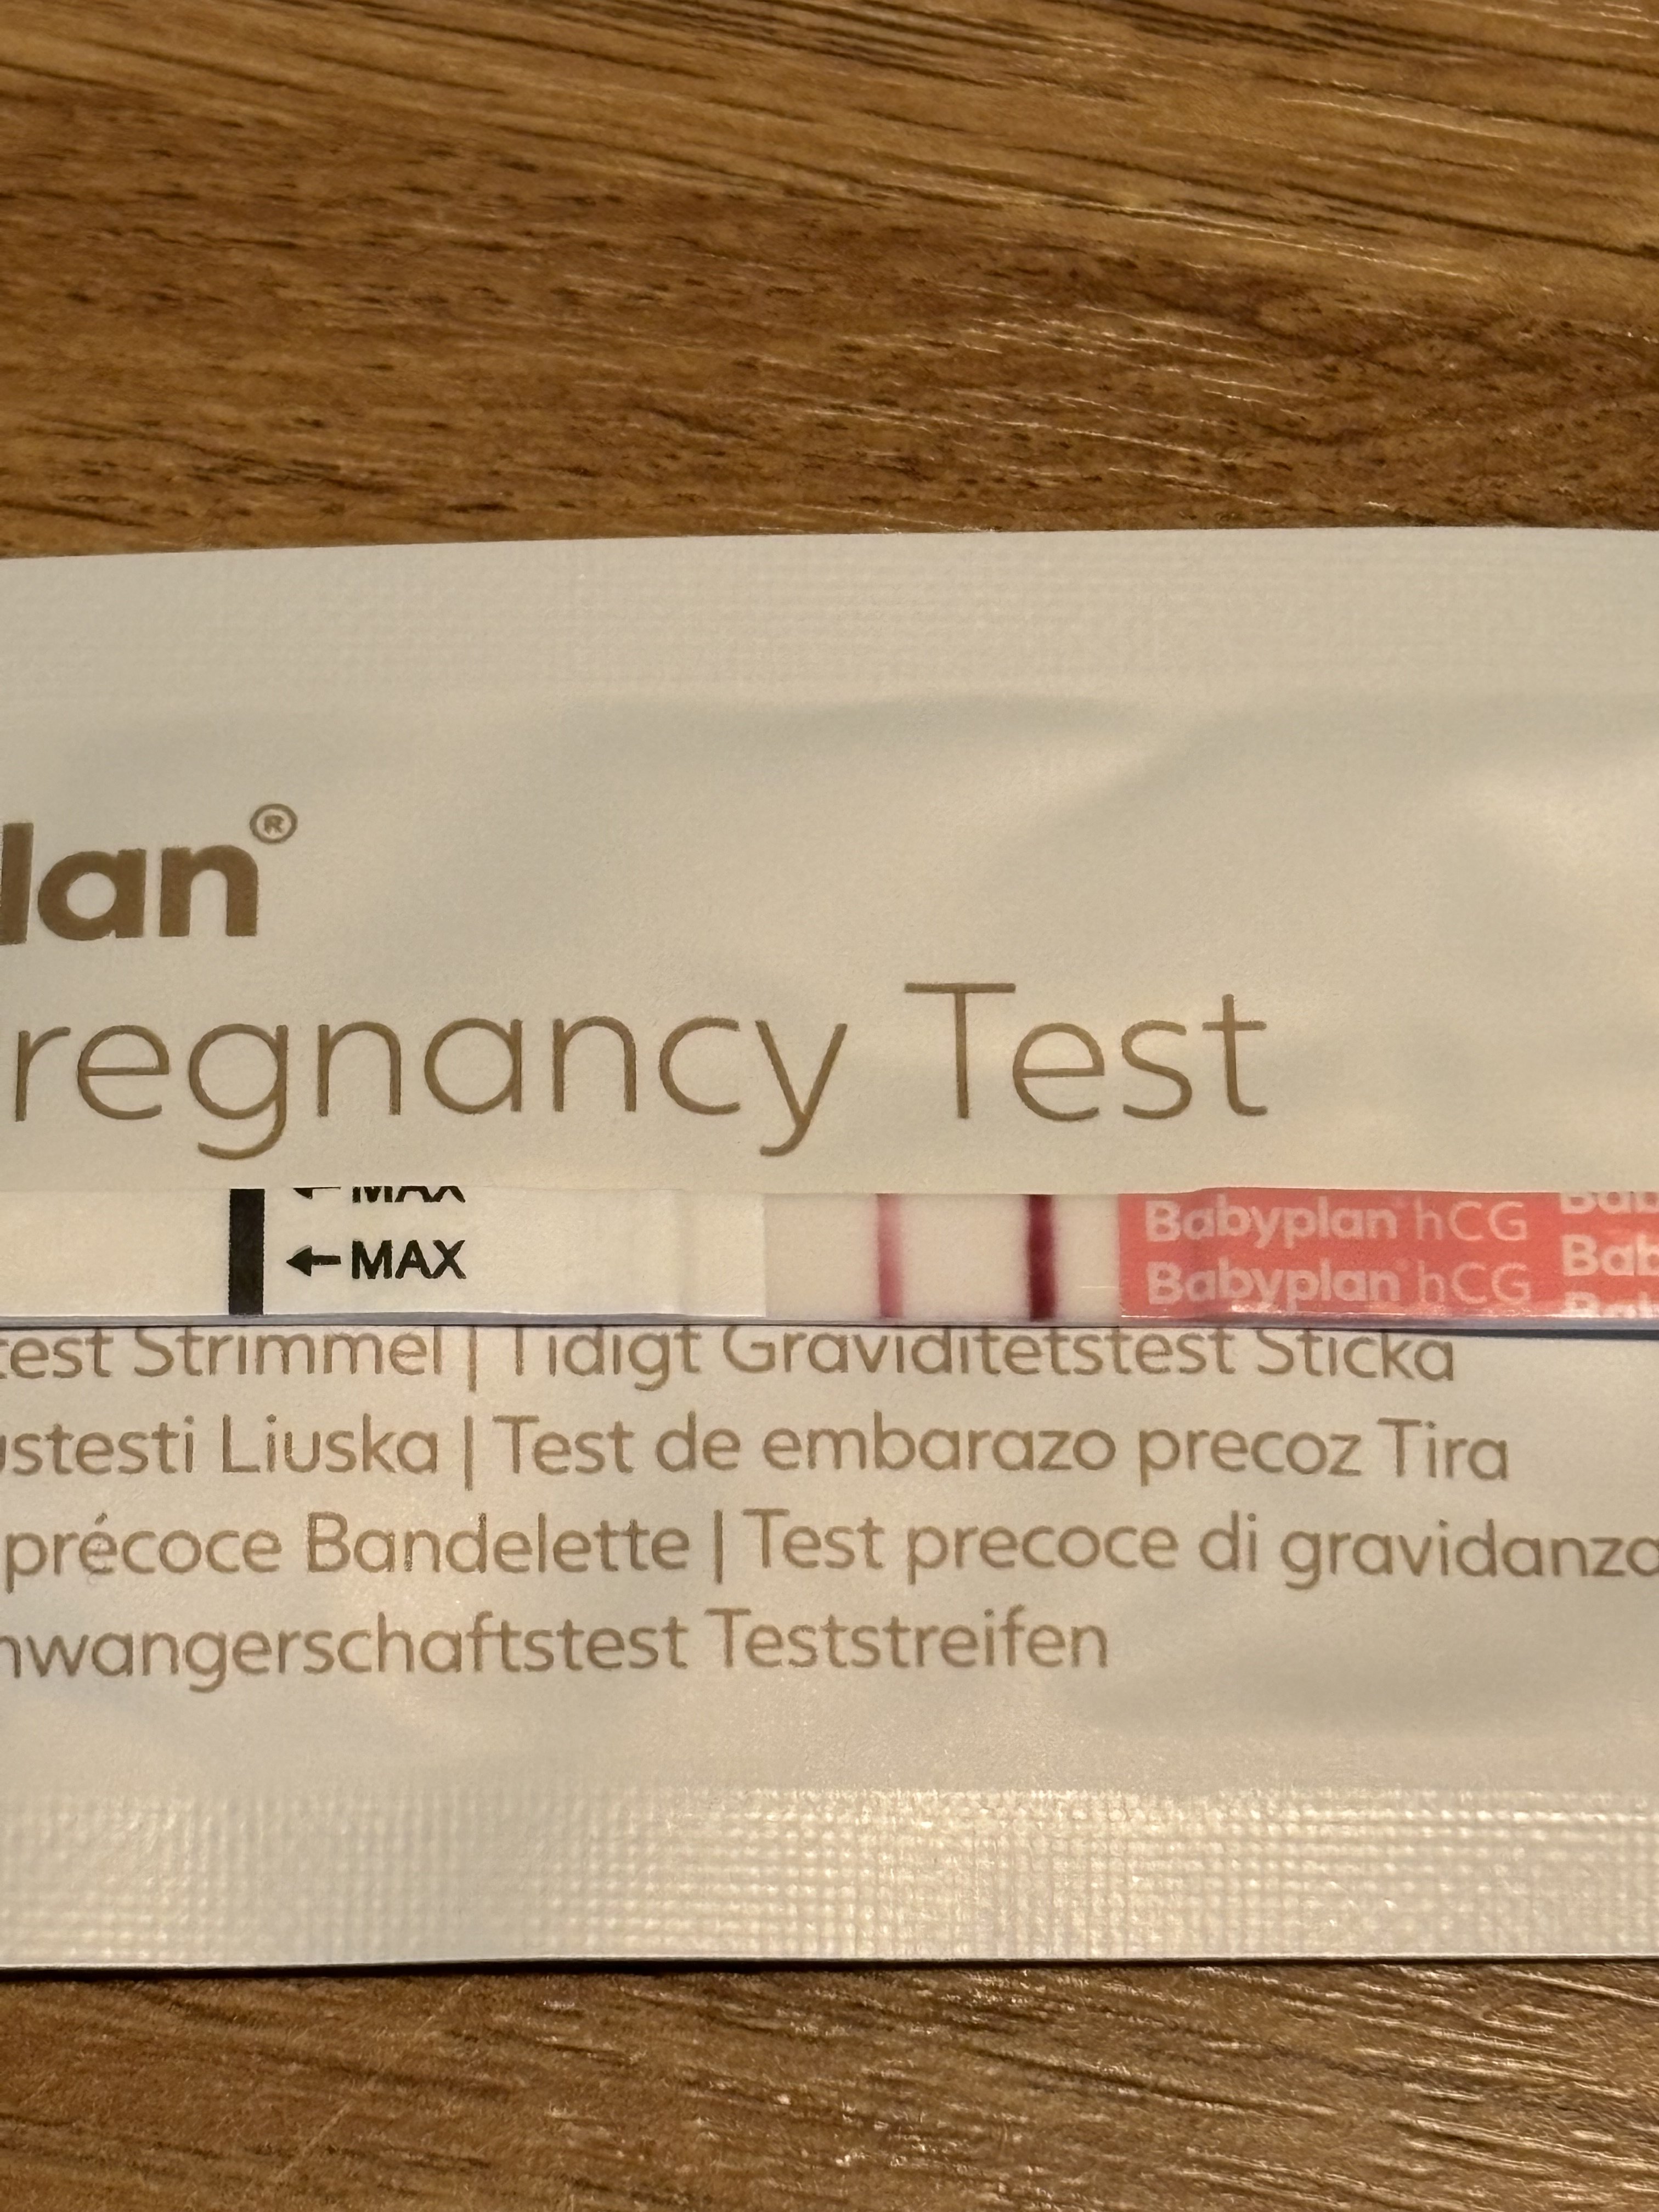 lan®
regnancy Test
MAX
MAX
Babyplan hCG
Babyplan hCG
Bab
test Strimmel | Tidigt Graviditetstest Sticka
ustesti Liuska | Test de embarazo precoz Tira
précoce Bandelette | Test precoce di gravidanza
hwangerschaftstest Teststreifen